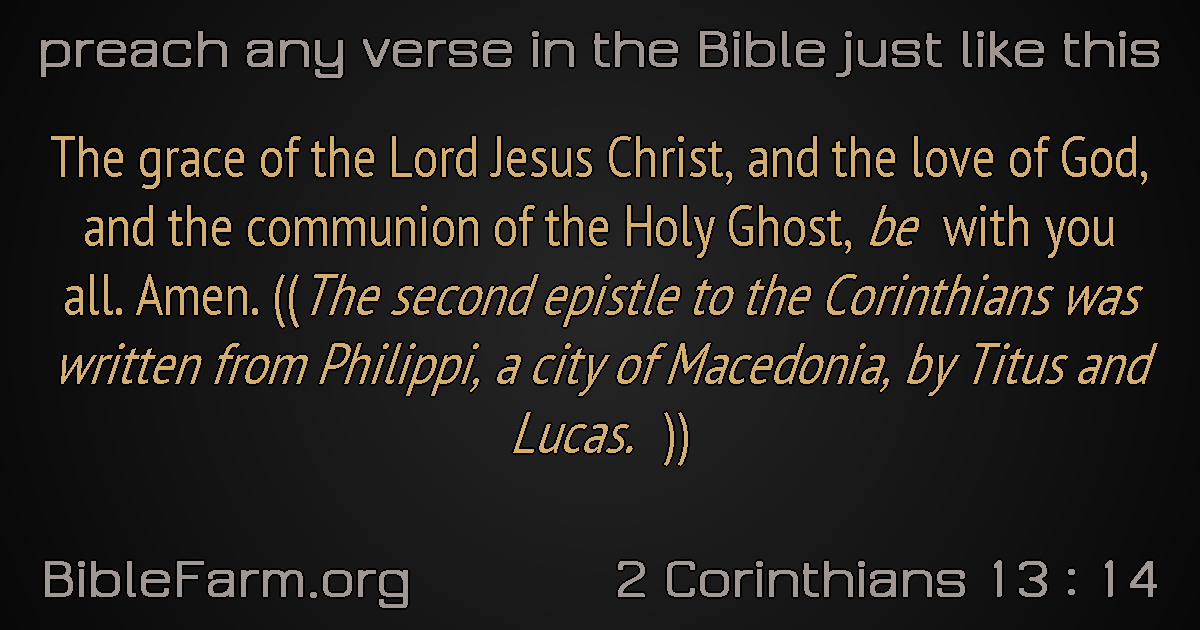 preach any verse in the Bible just like this
The grace of the Lord Jesus Christ, and the love of God,
and the communion of the Holy Ghost, be with you
all. Amen. ((The second epistle to the Corinthians was
written from Philippi, a city of Macedonia, by Titus and
Lucas. ))
BibleFarm.org
2 Corinthians 13 : 14